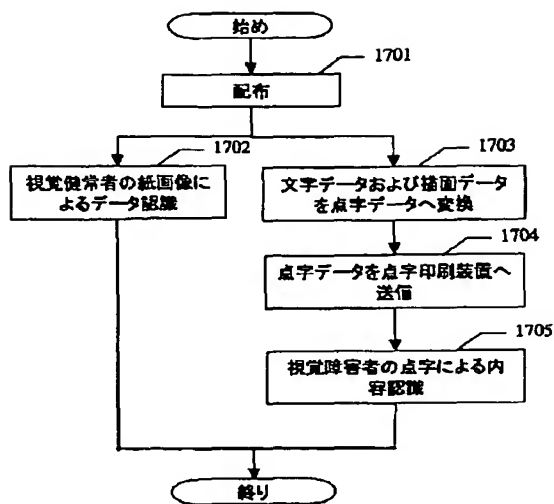 始め
1701
配布
1702
視覚健常者の紙画像に
よるデータ認識
1703
文字データおよび描画データ
を点字データへ変換
1704
点字データを点字印刷装置へ
送信
1705
視覚障害者の点字による内
容認識
終り